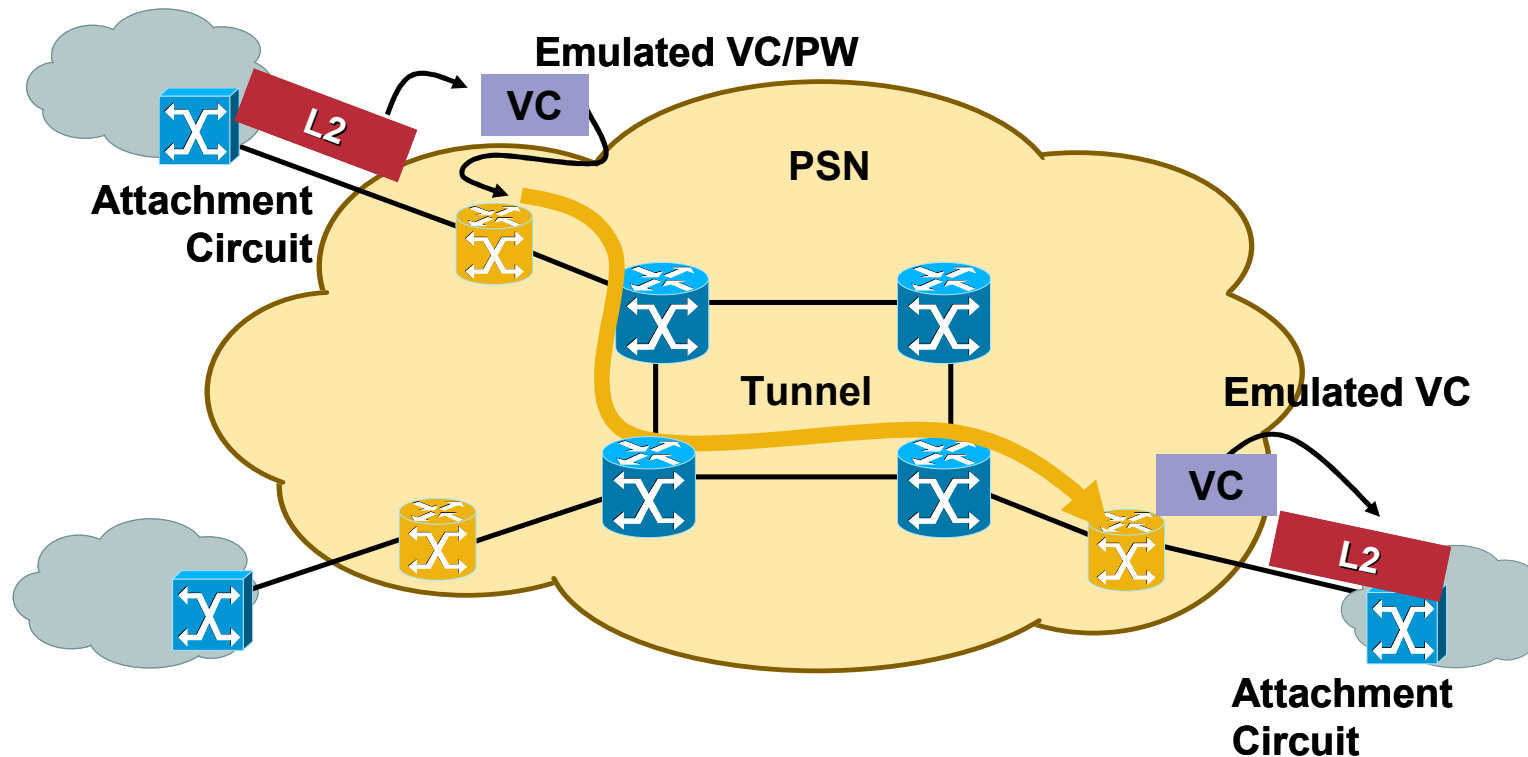 Emulated VC/PW
VC
L2
PSN
Attachment
Circuit
Tunnel
Emulated VC
VC
L2
Attachment
Circuit